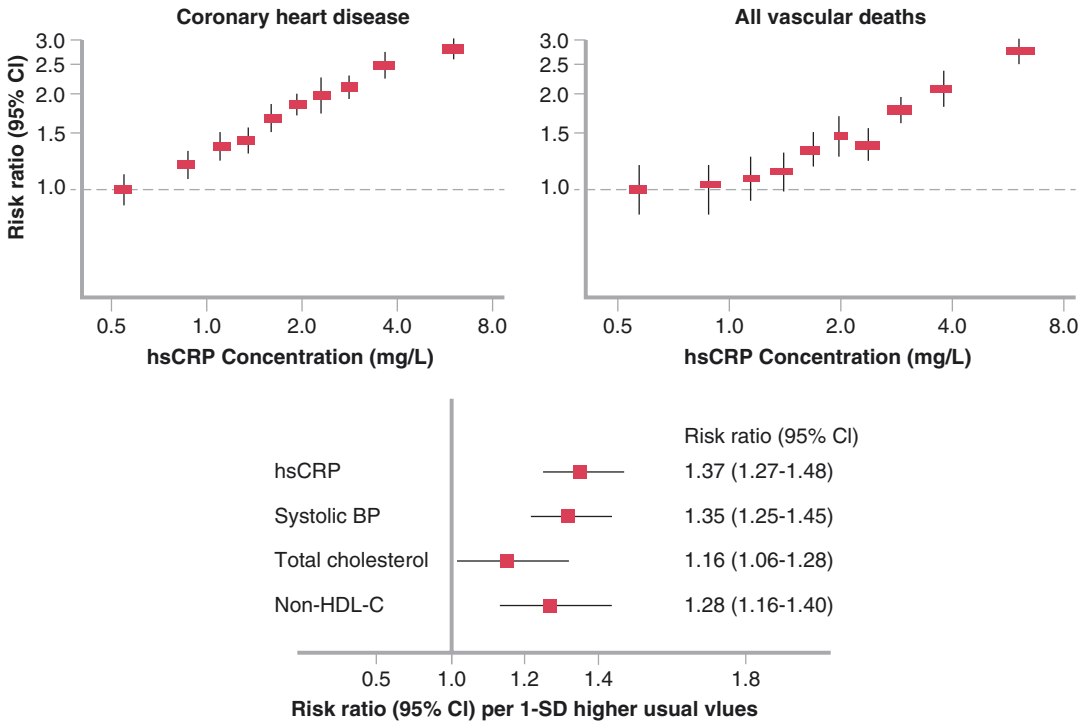 Coronary heart disease
Risk ratio (95% CI)
3.0
2.5
2.0
1.5
1.0
0.5 1.0 2.0 4.0 8.0
hsCRP Concentration (mg/L)
All vascular deaths
3.0
2.5
2.0
1.5
1.0
0.5 1.0 2.0 4.0 8.0
hsCRP Concentration (mg/L)
Risk ratio (95% CI)
hsCRP 1.37 (1.27-1.48)
Systolic BP 1.35 (1.25-1.45)
Total cholesterol 1.16 (1.06-1.28)
Non-HDL-C 1.28 (1.16-1.40)
0.5 1.0 1.2 1.4 1.8
Risk ratio (95% CI) per 1-SD higher usual vlues